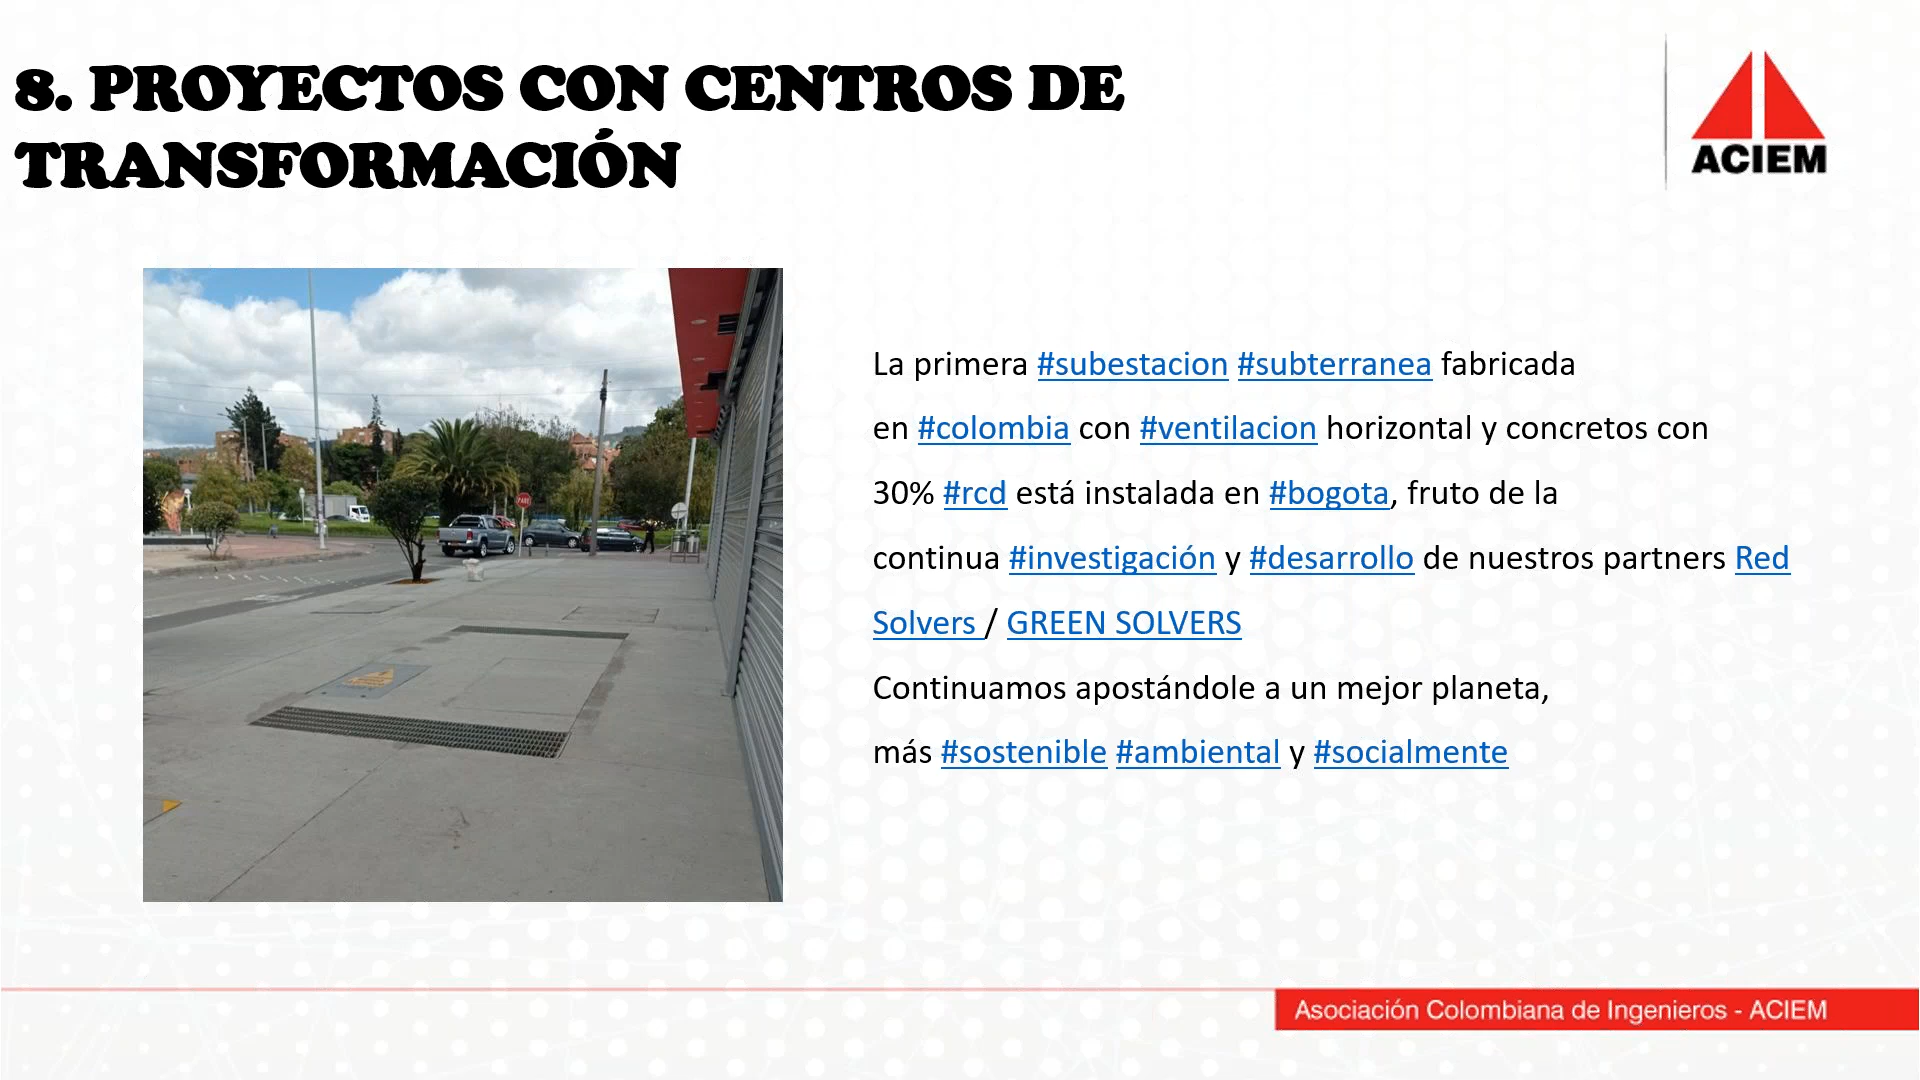 8. PROYECTOS CON CENTROS DE
TRANSFORMACIÓN
ACIEM
PARE
La primera #subestacion #subterranea fabricada
en #colombia con #ventilacion horizontal y concretos con
30% #rcd está instalada en #bogota, fruto de la
continua #investigación y #desarrollo de nuestros partners Red
Solvers / GREEN SOLVERS
Continuamos apostándole a un mejor planeta,
más #sostenible #ambiental y #socialmente
Asociación Colombiana de Ingenieros - ACIEM